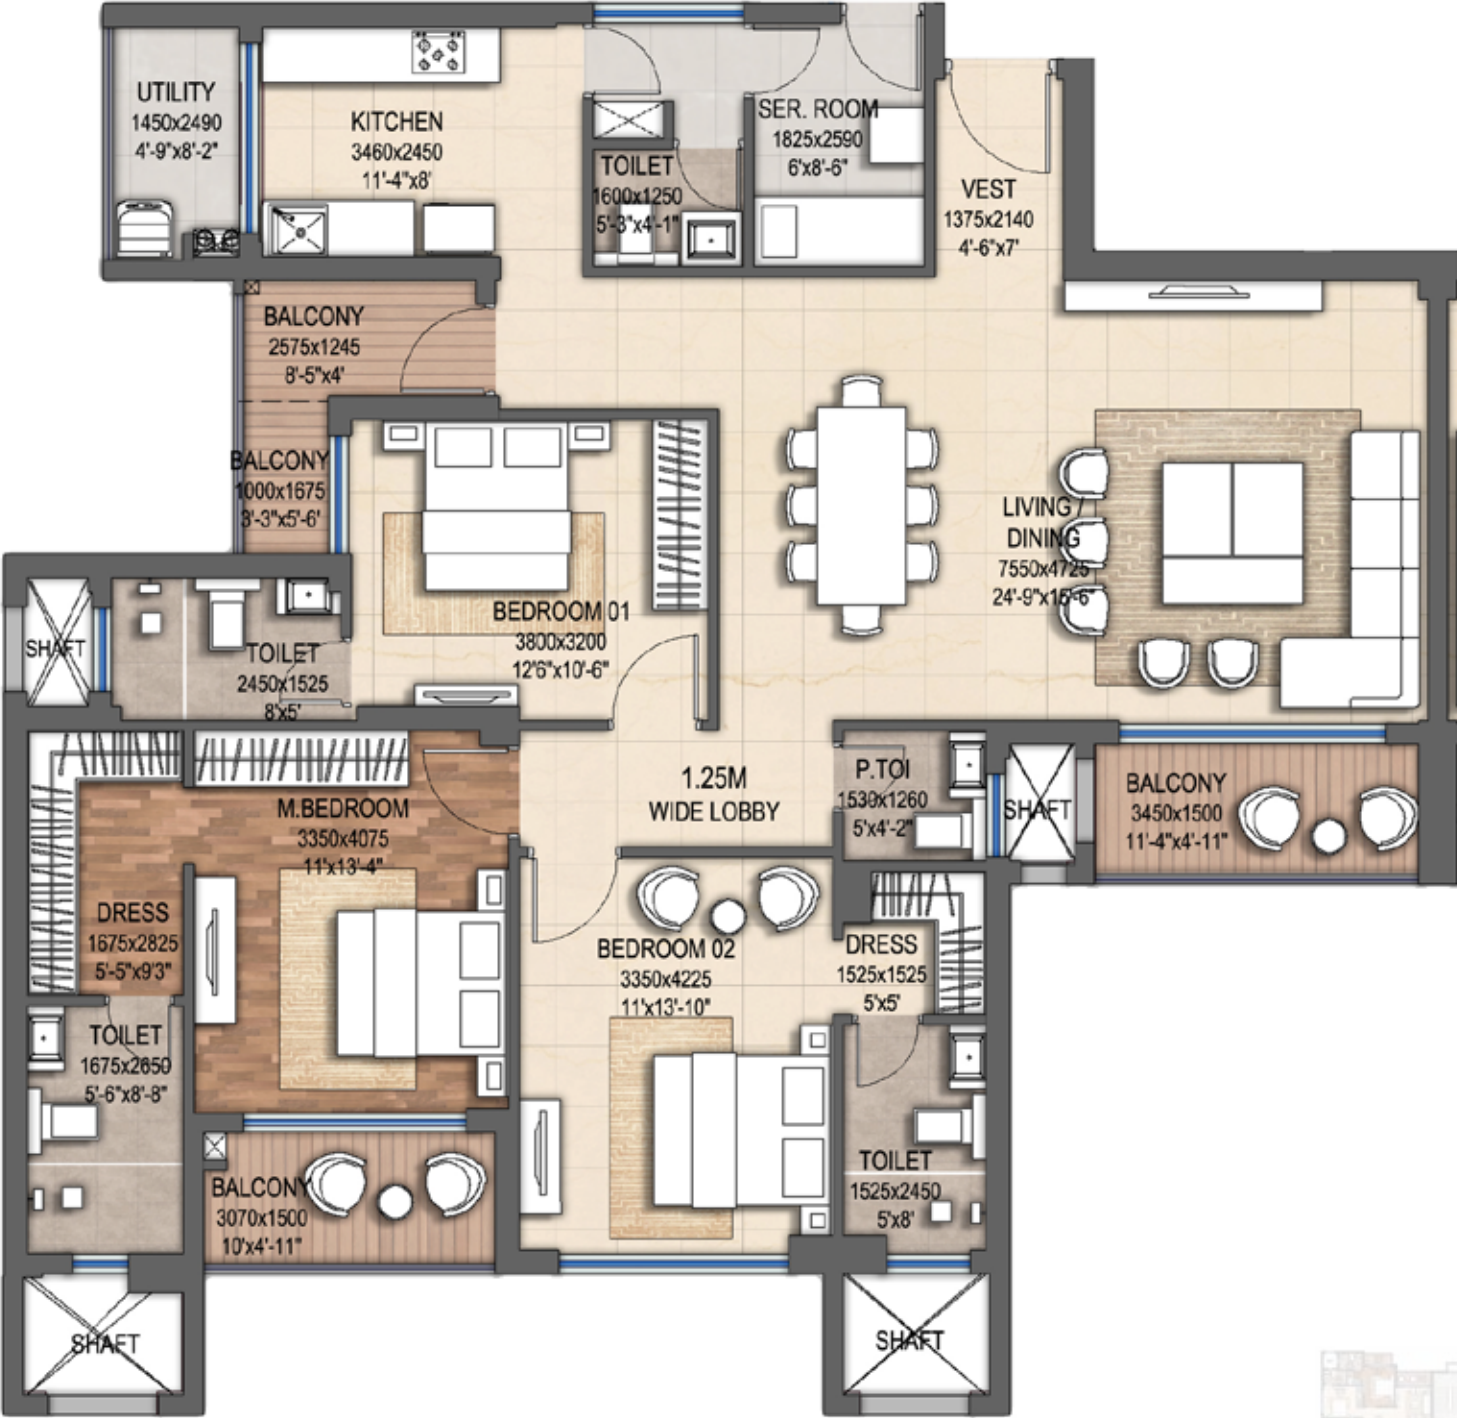 UTILITY
1450x2490
4'-9"x8'-2"
KITCHEN
3460x2450
11'-4"x8'
TOILET
1600x1250
5'-3"x4'-1"
SER. ROOM
1825x2590
6'x8'-6"
VEST
1375x2140
4'-6"x7'
BALCONY
2575x1245
8'-5"x4'
BALCONY
1000x1675
3'-3"x5'-6'
BEDROOM 01
3800x3200
12'6"x10'-6"
LIVING /
DINING
7550x4725
24'-9"x15'-6"
SHAFT
TOILET
2450x1525
8'x5'
M.BEDROOM
3350x4075
11'x13'-4"
1.25M
WIDE LOBBY
P.TOI
1530x1260
5'x4'-2"
SHAFT
BALCONY
3450x1500
11'-4"x4'-11"
DRESS
1675x2825
5'-5"x9'3"
BEDROOM 02
3350x4225
11'x13'-10"
DRESS
1525x1525
5'x5'
TOILET
1675x2650
5'-6"x8'-8"
BALCONY
3070x1500
10'x4'-11"
TOILET
1525x2450
5'x8'
SHAFT
SHAFT